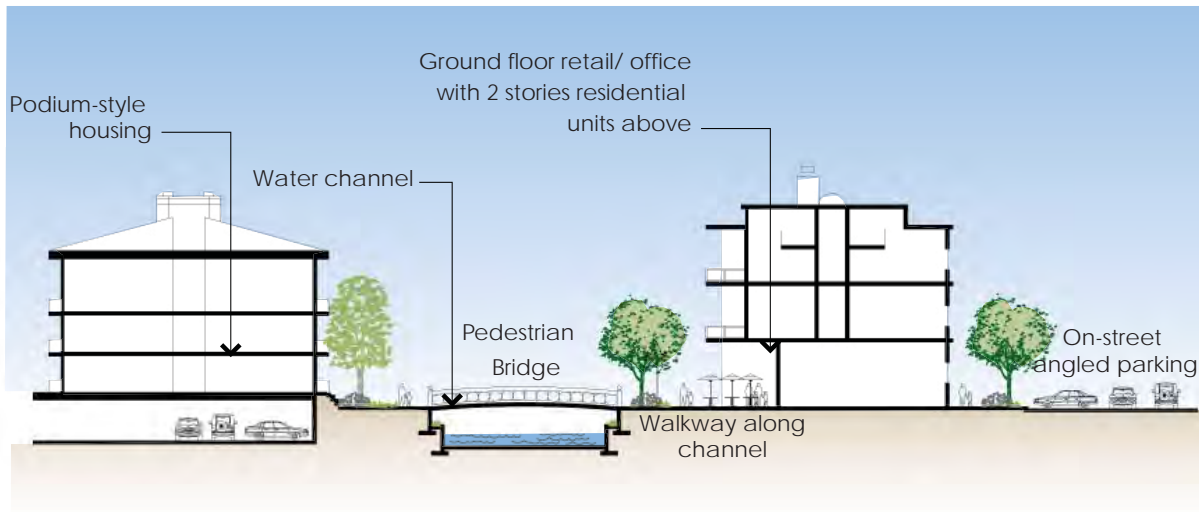 Ground floor retail/ office
with 2 stories residential
units above
Podium-style
housing
Water channel
Pedestrian
Bridge
On-street
angled parking
Walkway along
channel